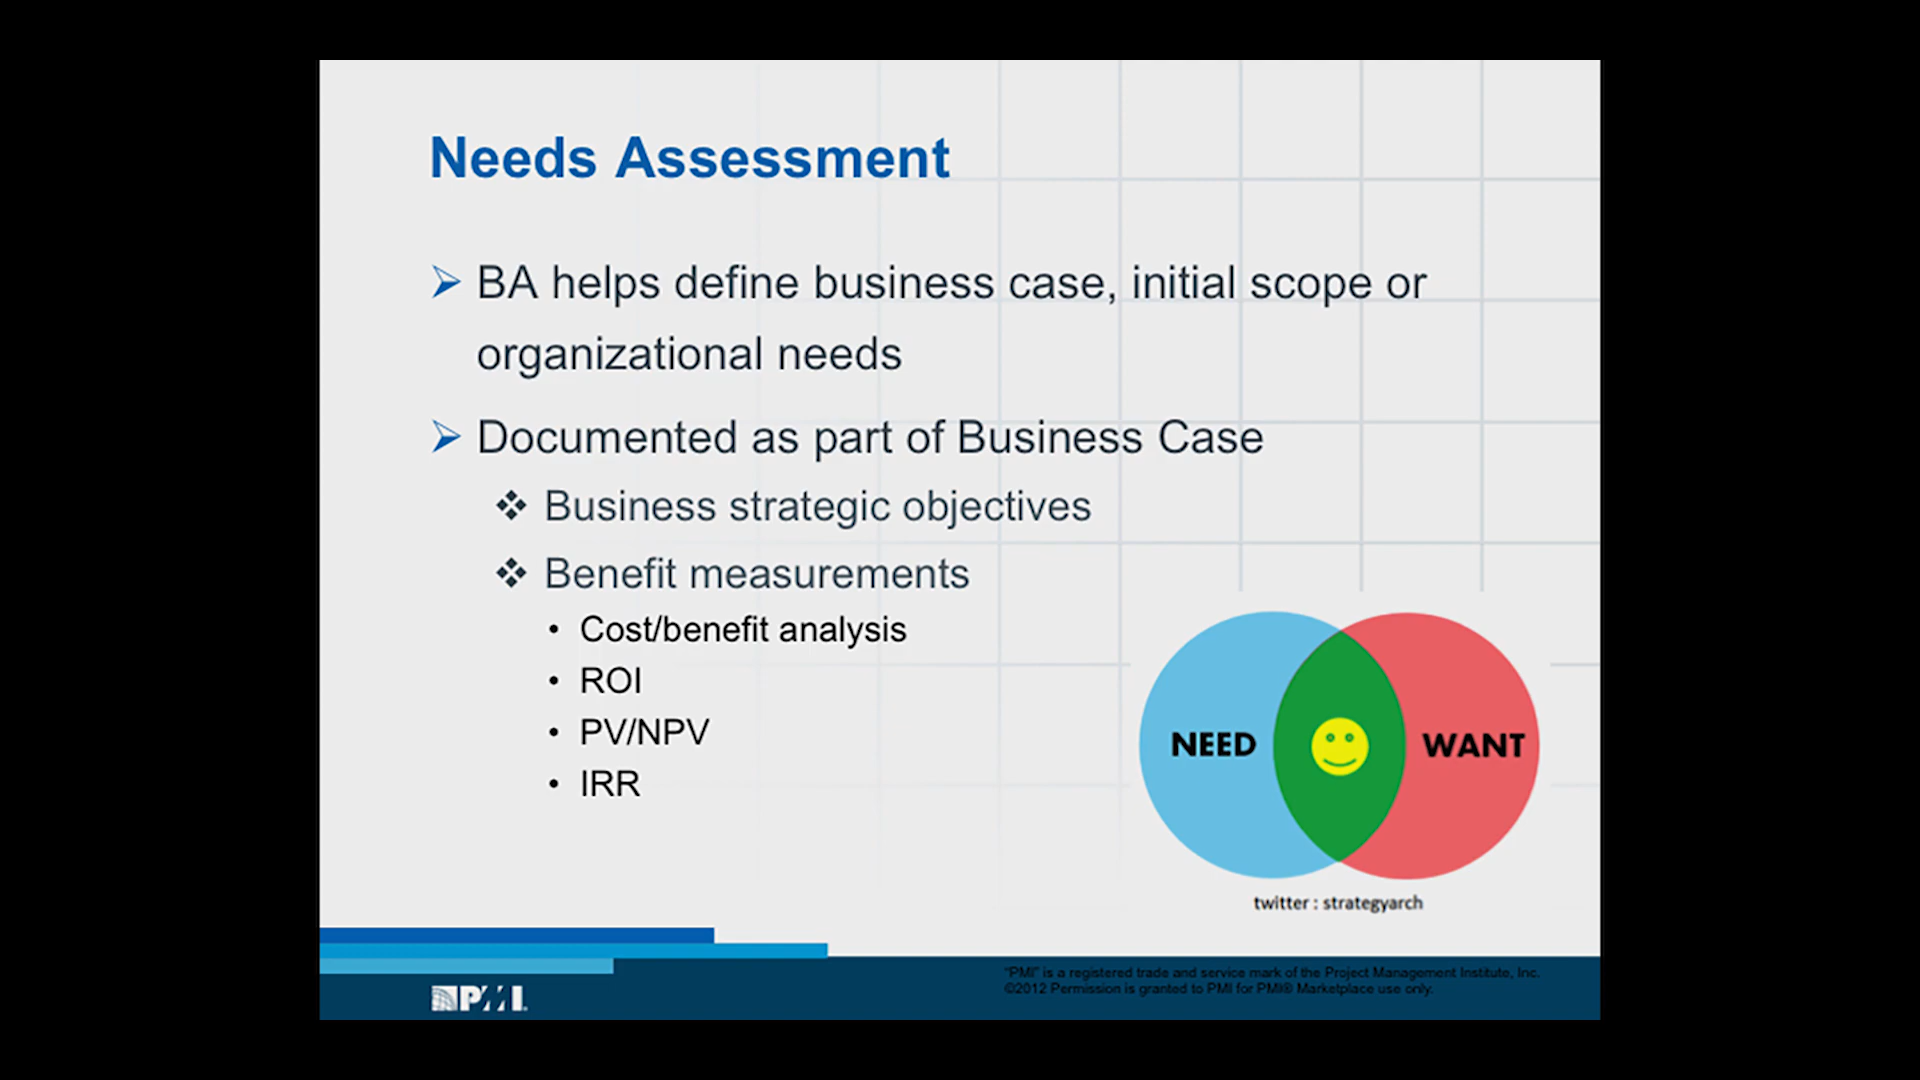 Needs Assessment
BA helps define business case, initial scope or
organizational needs
Documented as part of Business Case
Business strategic objectives
Benefit measurements
• Cost/benefit analysis
• ROI
• PV/NPV
• IRR
NEED
WANT
twitter : strategyarch
PMI
"PMI" is a registered trade and service mark of the Project Management Institute, Inc.
©2012 Permission is granted to PMI for PMI® Marketplace use only.